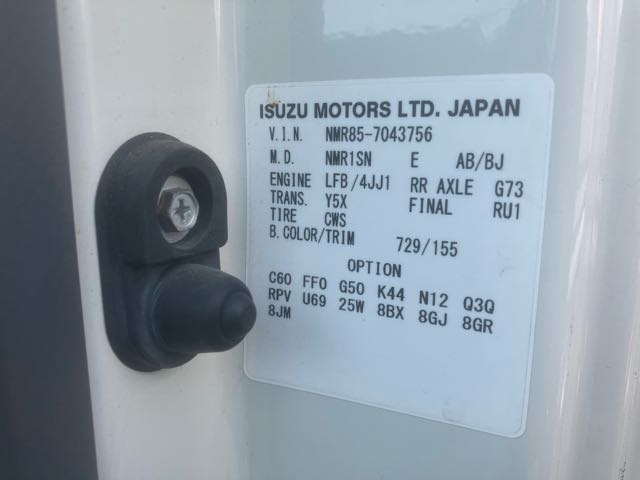 ISUZU MOTORS LTD. JAPAN
V.I.N. NMR85-7043756
M.D. NMR1SN E AB/BJ
ENGINE LFB/4JJ1 RR AXLE G73
TRANS. Y5X FINAL RU1
TIRE CWS
B.COLOR/TRIM 729/155
OPTION
C60 FF0 G50 K44 N12 Q3Q
RPV U69 25W 8BX 8GJ 8GR
8JM